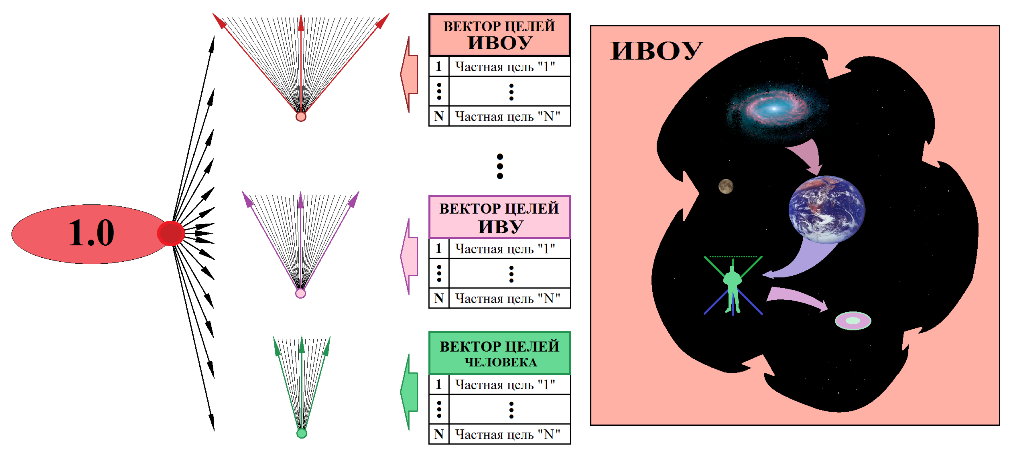 1.0
ВЕКТОР ЦЕЛЕЙ
ИВОУ
1 Частная цель "1"
N Частная цель "N"
ВЕКТОР ЦЕЛЕЙ
ИВУ
1 Частная цель "1"
N Частная цель "N"
ВЕКТОР ЦЕЛЕЙ
ЧЕЛОВЕКА
1 Частная цель "1"
N Частная цель "N"
ИВОУ